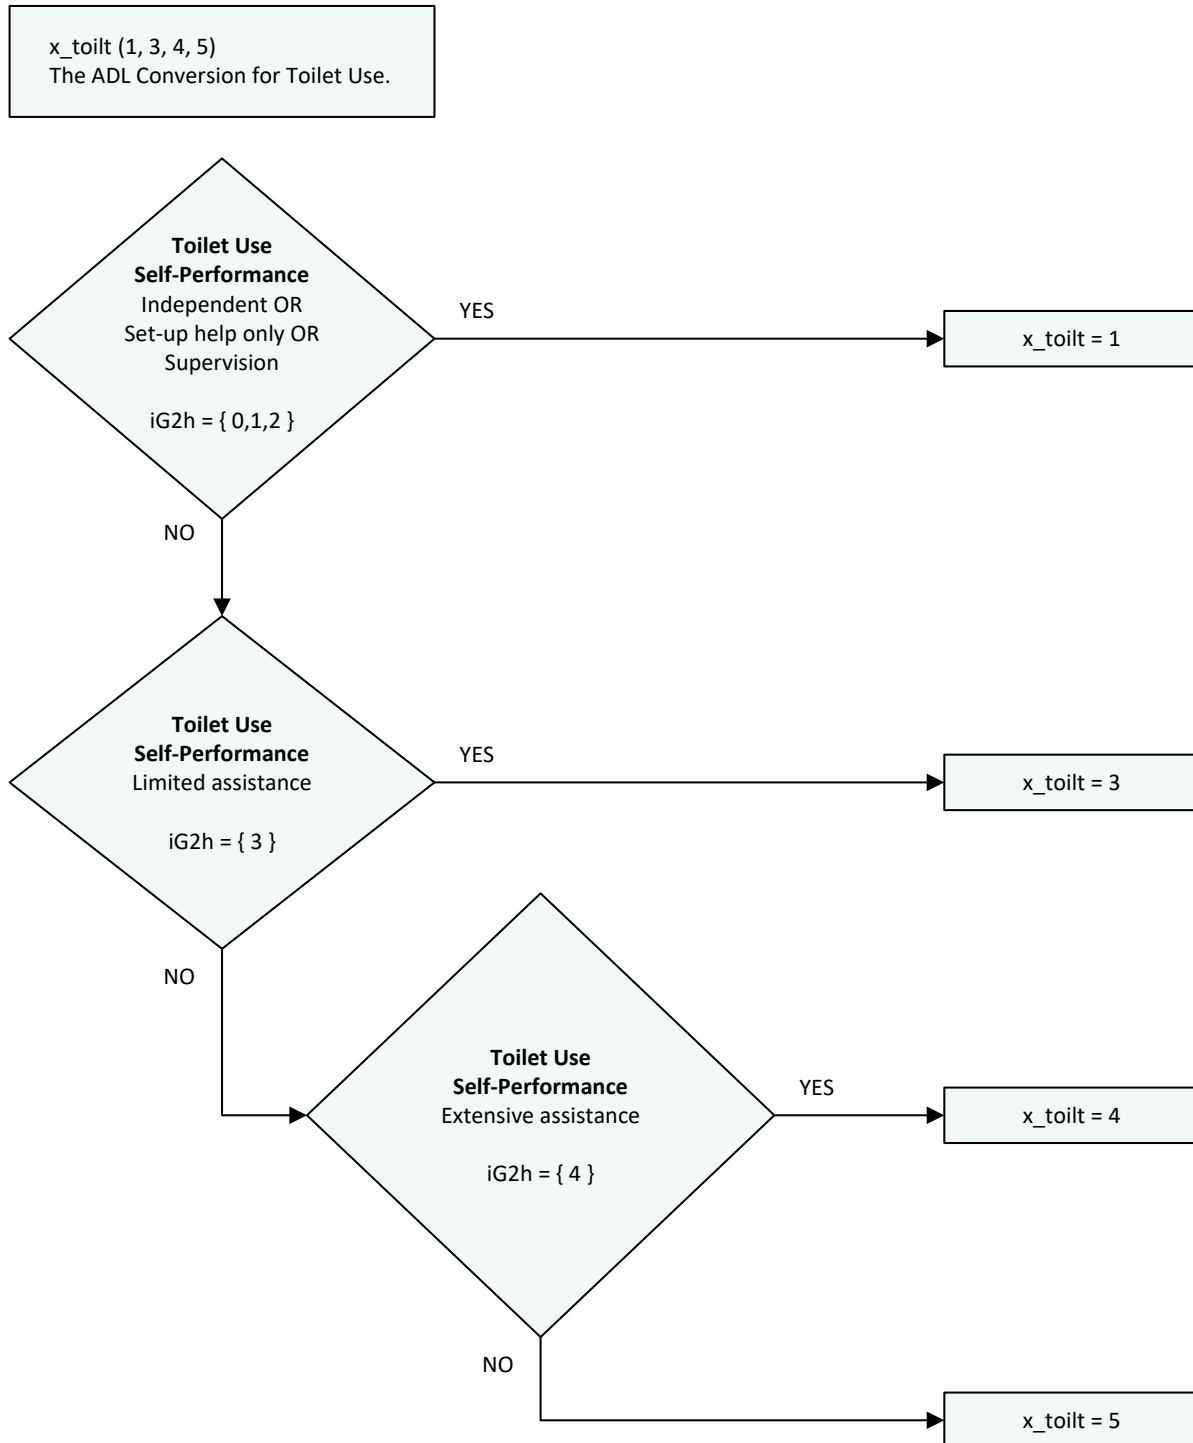 x_toilt (1, 3, 4, 5)
The ADL Conversion for Toilet Use.
Toilet Use
Self-Performance
Independent OR
Set-up help only OR
Supervision
iG2h = { 0,1,2 }
YES
x_toilt = 1
NO
Toilet Use
Self-Performance
Limited assistance
iG2h = { 3 }
YES
x_toilt = 3
NO
Toilet Use
Self-Performance
Extensive assistance
iG2h = { 4 }
YES
x_toilt = 4
NO
x_toilt = 5